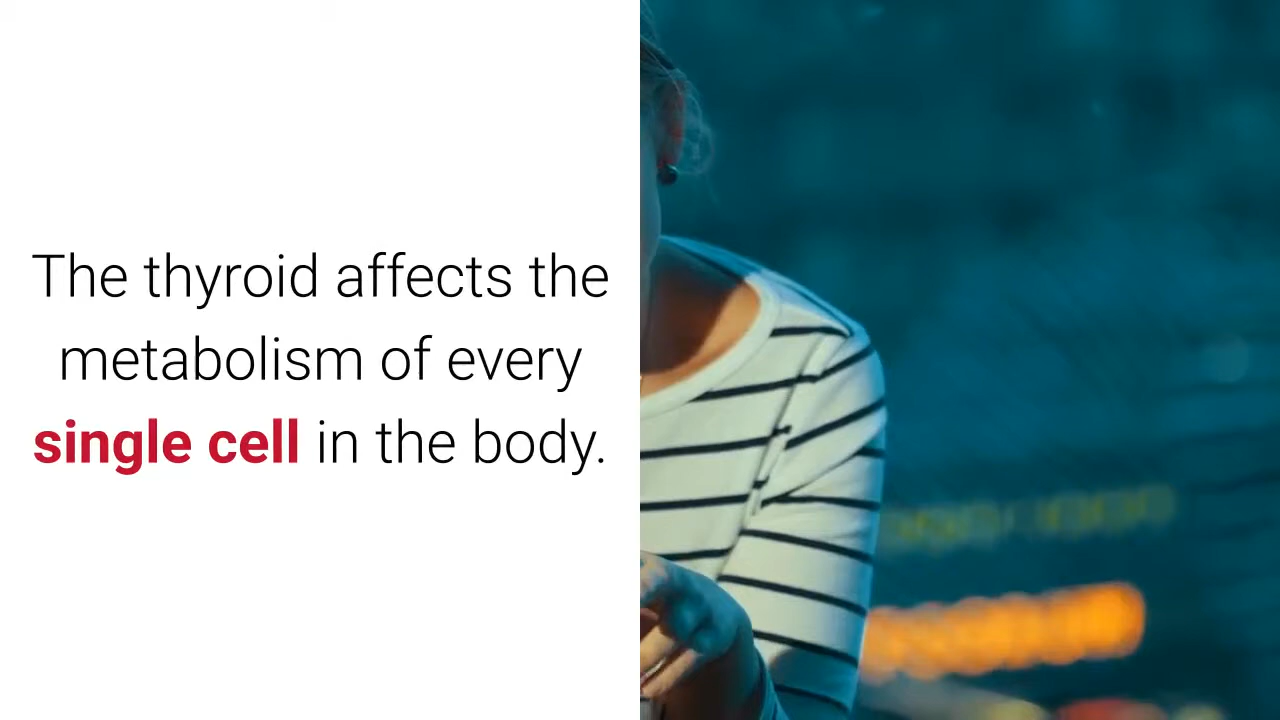 The thyroid affects the
metabolism of every
single cell in the body.